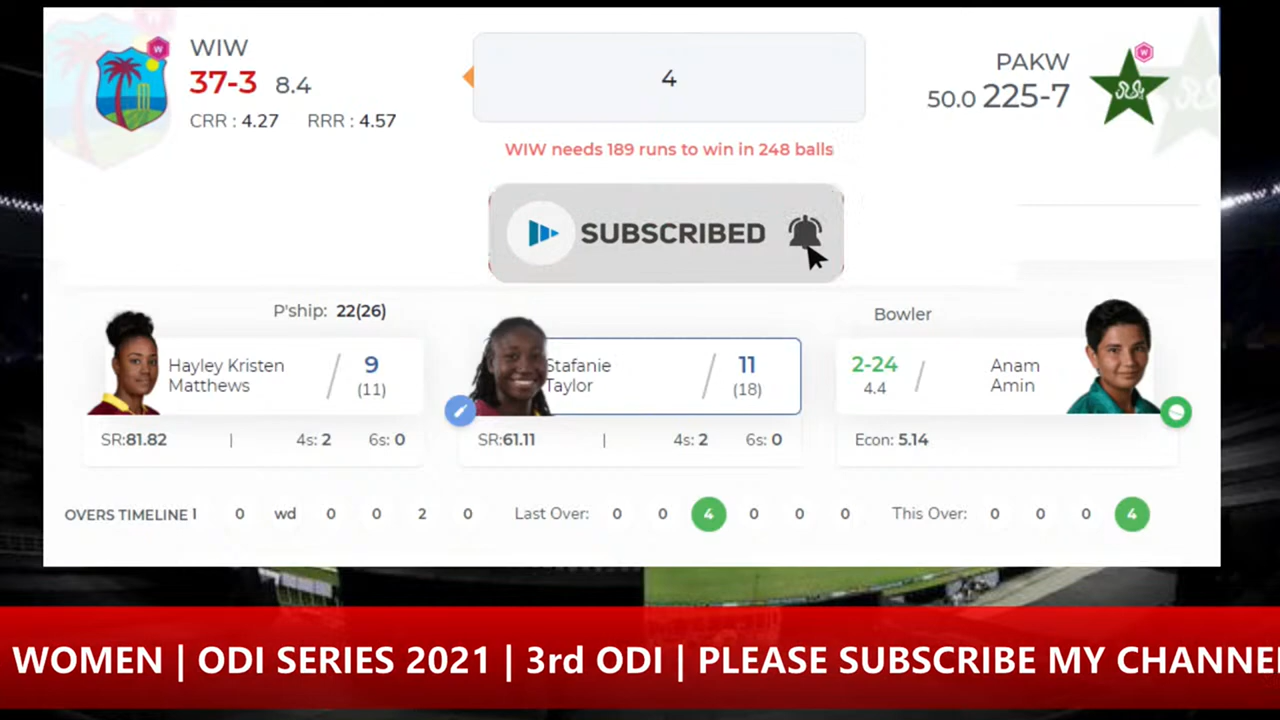 WIW
37-3 8.4
CRR : 4.27 RRR : 4.57
4
PAKW
50.0 225-7
WIW needs 189 runs to win in 248 balls
SUBSCRIBED
P'ship: 22(26)
Bowler
Hayley Kristen Matthews / 9 (11)
Stafanie Taylor / 11 (18)
2-24 4.4 / Anam Amin
SR:81.82 | 4s: 2 6s: 0
SR:61.11 | 4s: 2 6s: 0
Econ: 5.14
OVERS TIMELINE 1 0 wd 0 0 2 0 Last Over: 0 0 4 0 0 0 This Over: 0 0 0 4
WOMEN | ODI SERIES 2021 | 3rd ODI | PLEASE SUBSCRIBE MY CHANNE